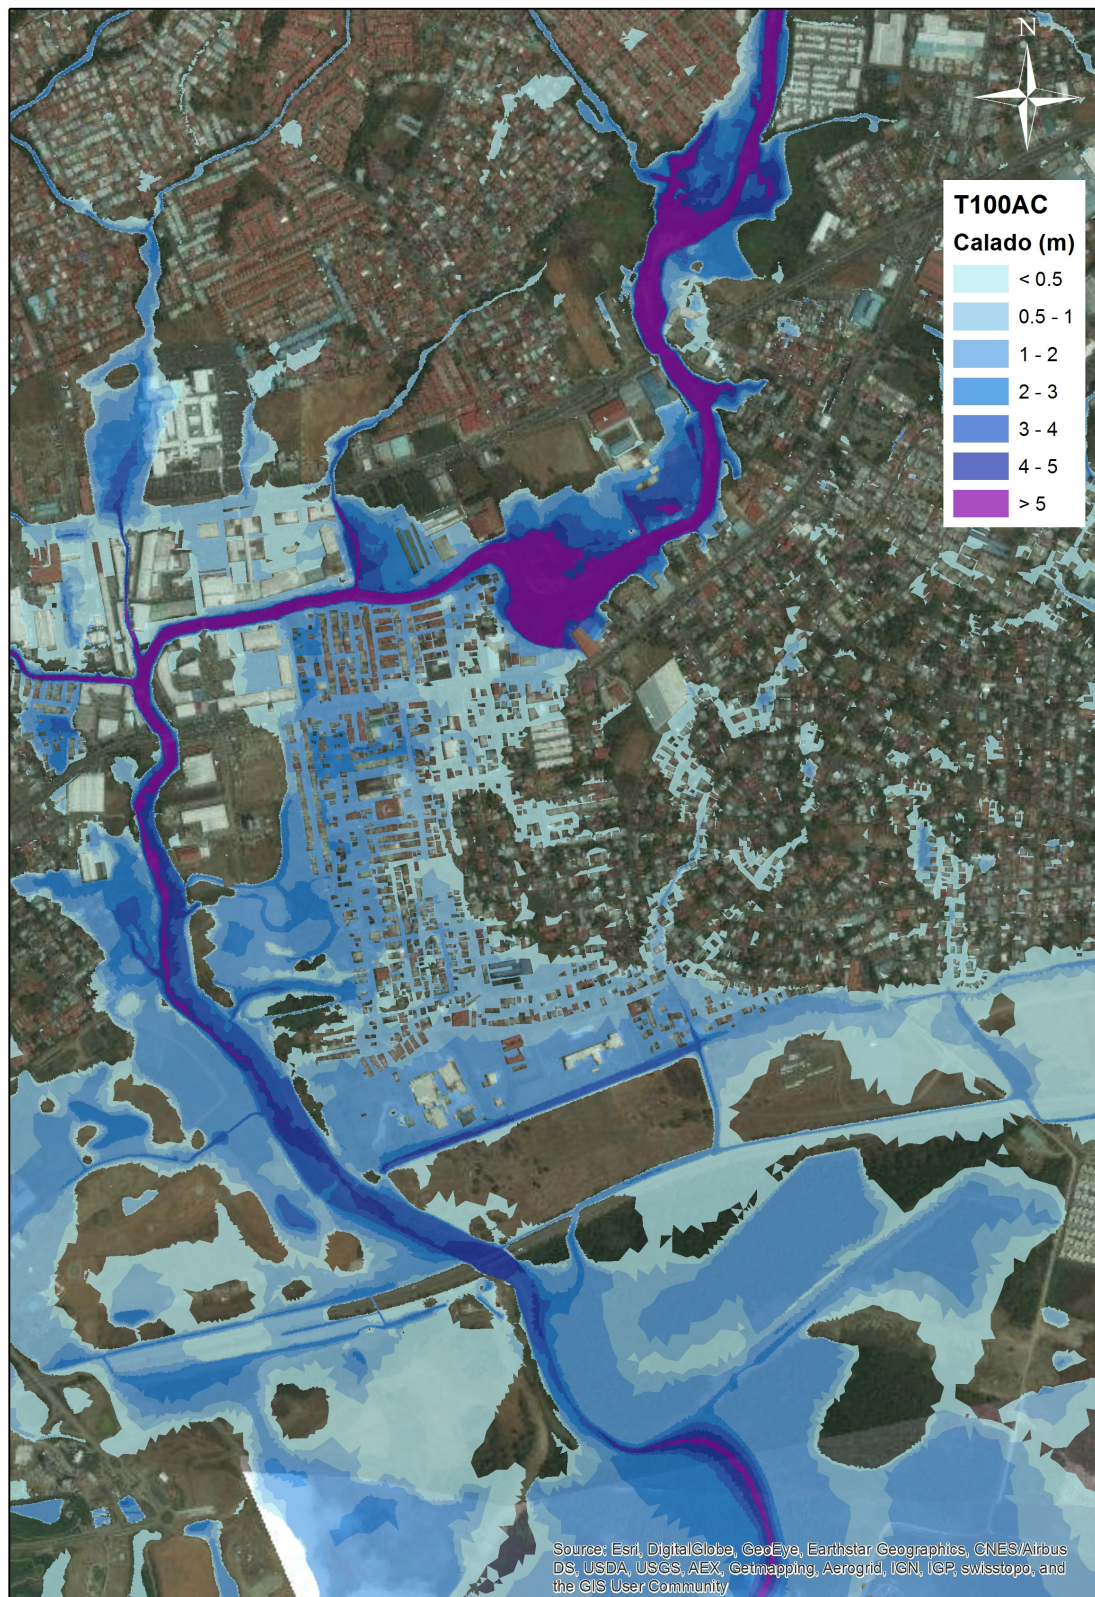 N
T100AC
Calado (m)
< 0.5
0.5 - 1
1 - 2
2 - 3
3 - 4
4 - 5
> 5
Source: Esri, DigitalGlobe, GeoEye, Earthstar Geographics, CNES/Airbus
DS, USDA, USGS, AEX, Getmapping, Aerogrid, IGN, IGP, swisstopo, and
the GIS User Community